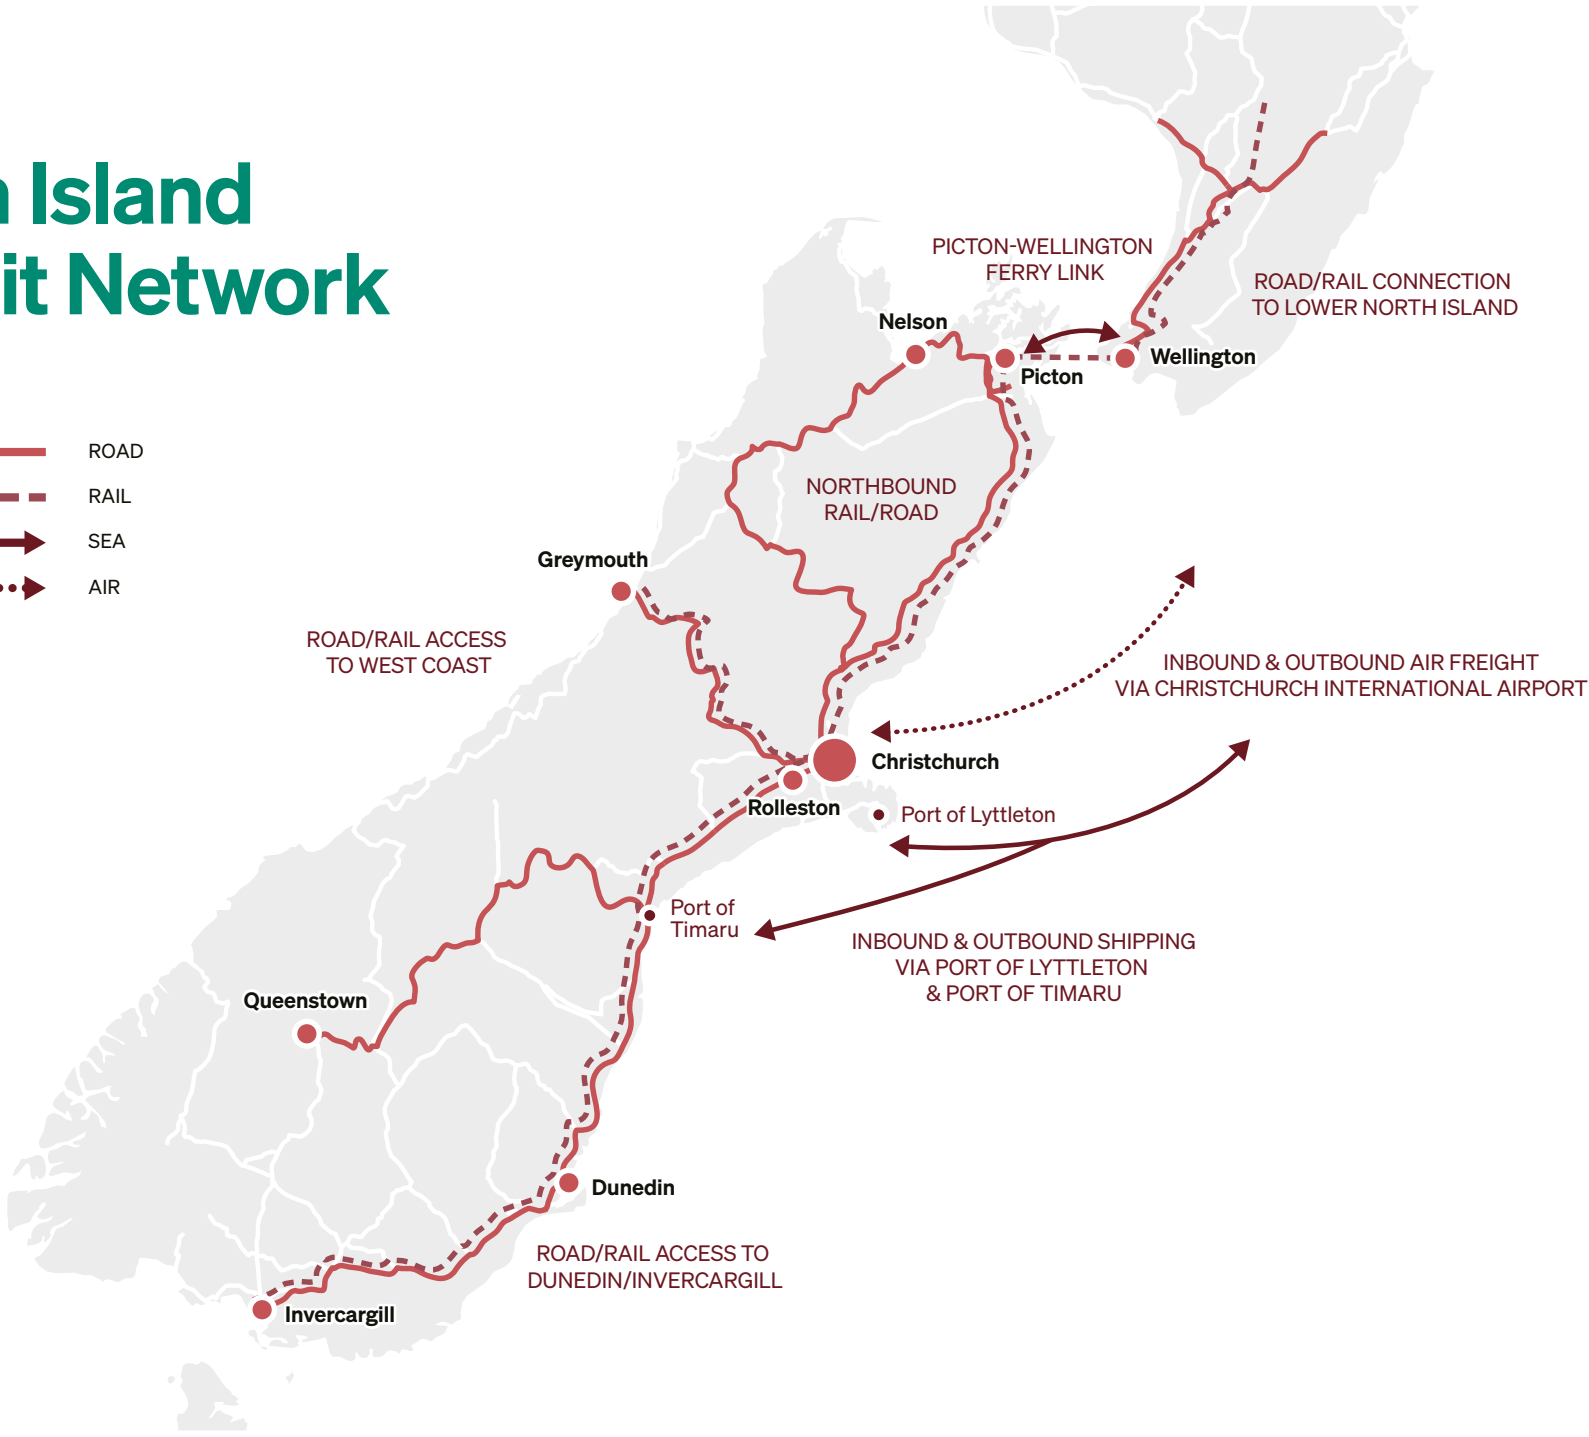 Island
Network
ROAD
RAIL
SEA
AIR
PICTON-WELLINGTON
FERRY LINK
ROAD/RAIL CONNECTION
TO LOWER NORTH ISLAND
Nelson
Picton
Wellington
NORTHBOUND
RAIL/ROAD
Greymouth
ROAD/RAIL ACCESS
TO WEST COAST
INBOUND & OUTBOUND AIR FREIGHT
VIA CHRISTCHURCH INTERNATIONAL AIRPORT
Christchurch
Rolleston
Port of Lyttleton
Port of
Timaru
INBOUND & OUTBOUND SHIPPING
VIA PORT OF LYTTLETON
& PORT OF TIMARU
Queenstown
Dunedin
ROAD/RAIL ACCESS TO
DUNEDIN/INVERCARGILL
Invercargill